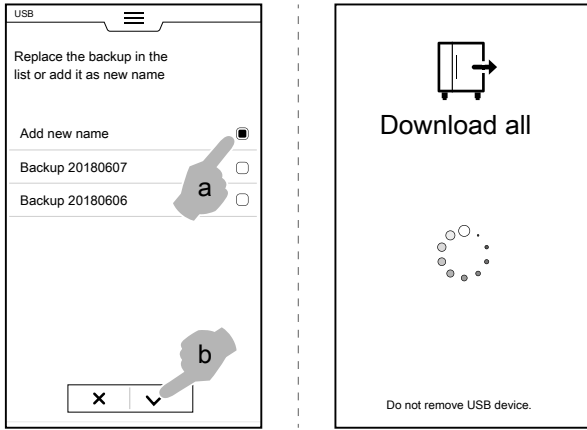 USB
Replace the backup in the
list or add it as new name
Add new name
Backup 20180607
Backup 20180606
a
b
Download all
Do not remove USB device.